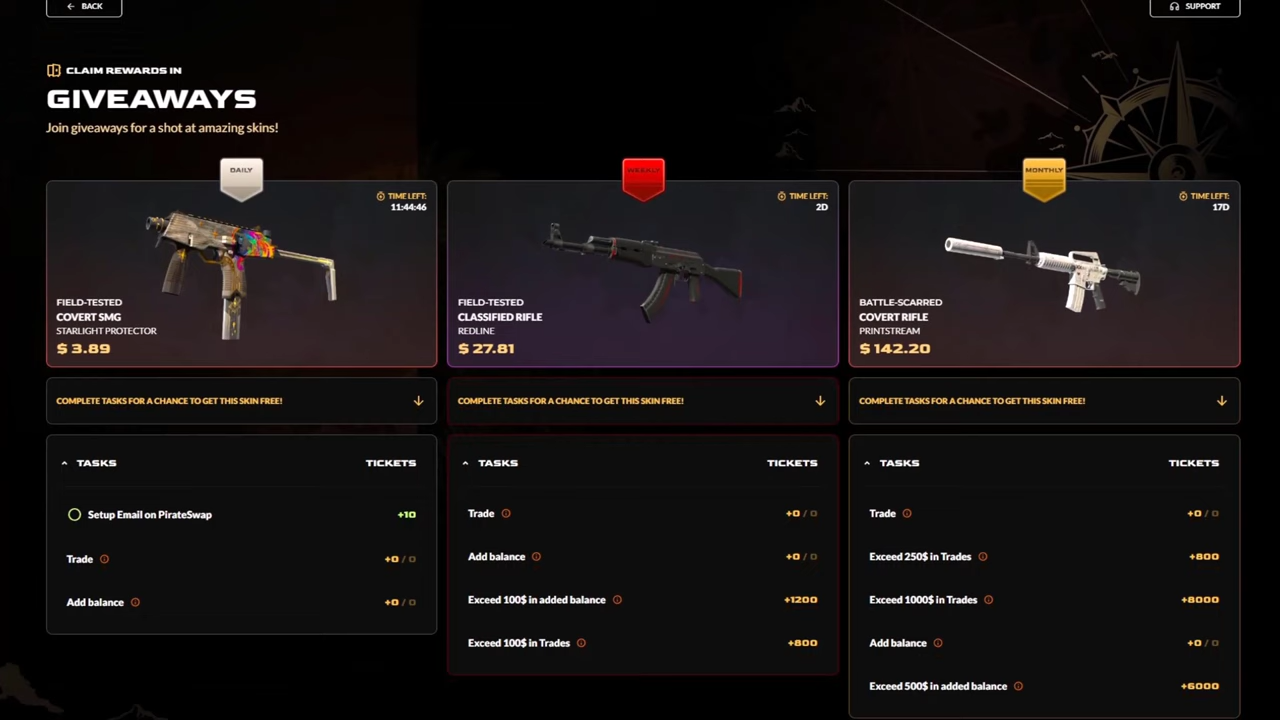 BACK
SUPPORT
CLAIM REWARDS IN
GIVEAWAYS
Join giveaways for a shot at amazing skins!
DAILY
TIME LEFT:
11:44:46
FIELD-TESTED
COVERT SMG
STARLIGHT PROTECTOR
$ 3.89
COMPLETE TASKS FOR A CHANCE TO GET THIS SKIN FREE!
TASKS
TICKETS
Setup Email on PirateSwap
+10
Trade
+0 / 0
Add balance
+0 / 0
WEEKLY
TIME LEFT:
2D
FIELD-TESTED
CLASSIFIED RIFLE
REDLINE
$ 27.81
COMPLETE TASKS FOR A CHANCE TO GET THIS SKIN FREE!
TASKS
TICKETS
Trade
+0 / 0
Add balance
+0 / 0
Exceed 100$ in added balance
+1200
Exceed 100$ in Trades
+800
MONTHLY
TIME LEFT:
17D
BATTLE-SCARRED
COVERT RIFLE
PRINTSTREAM
$ 142.20
COMPLETE TASKS FOR A CHANCE TO GET THIS SKIN FREE!
TASKS
TICKETS
Trade
+0 / 0
Exceed 250$ in Trades
+800
Exceed 1000$ in Trades
+8000
Add balance
+0 / 0
Exceed 500$ in added balance
+6000